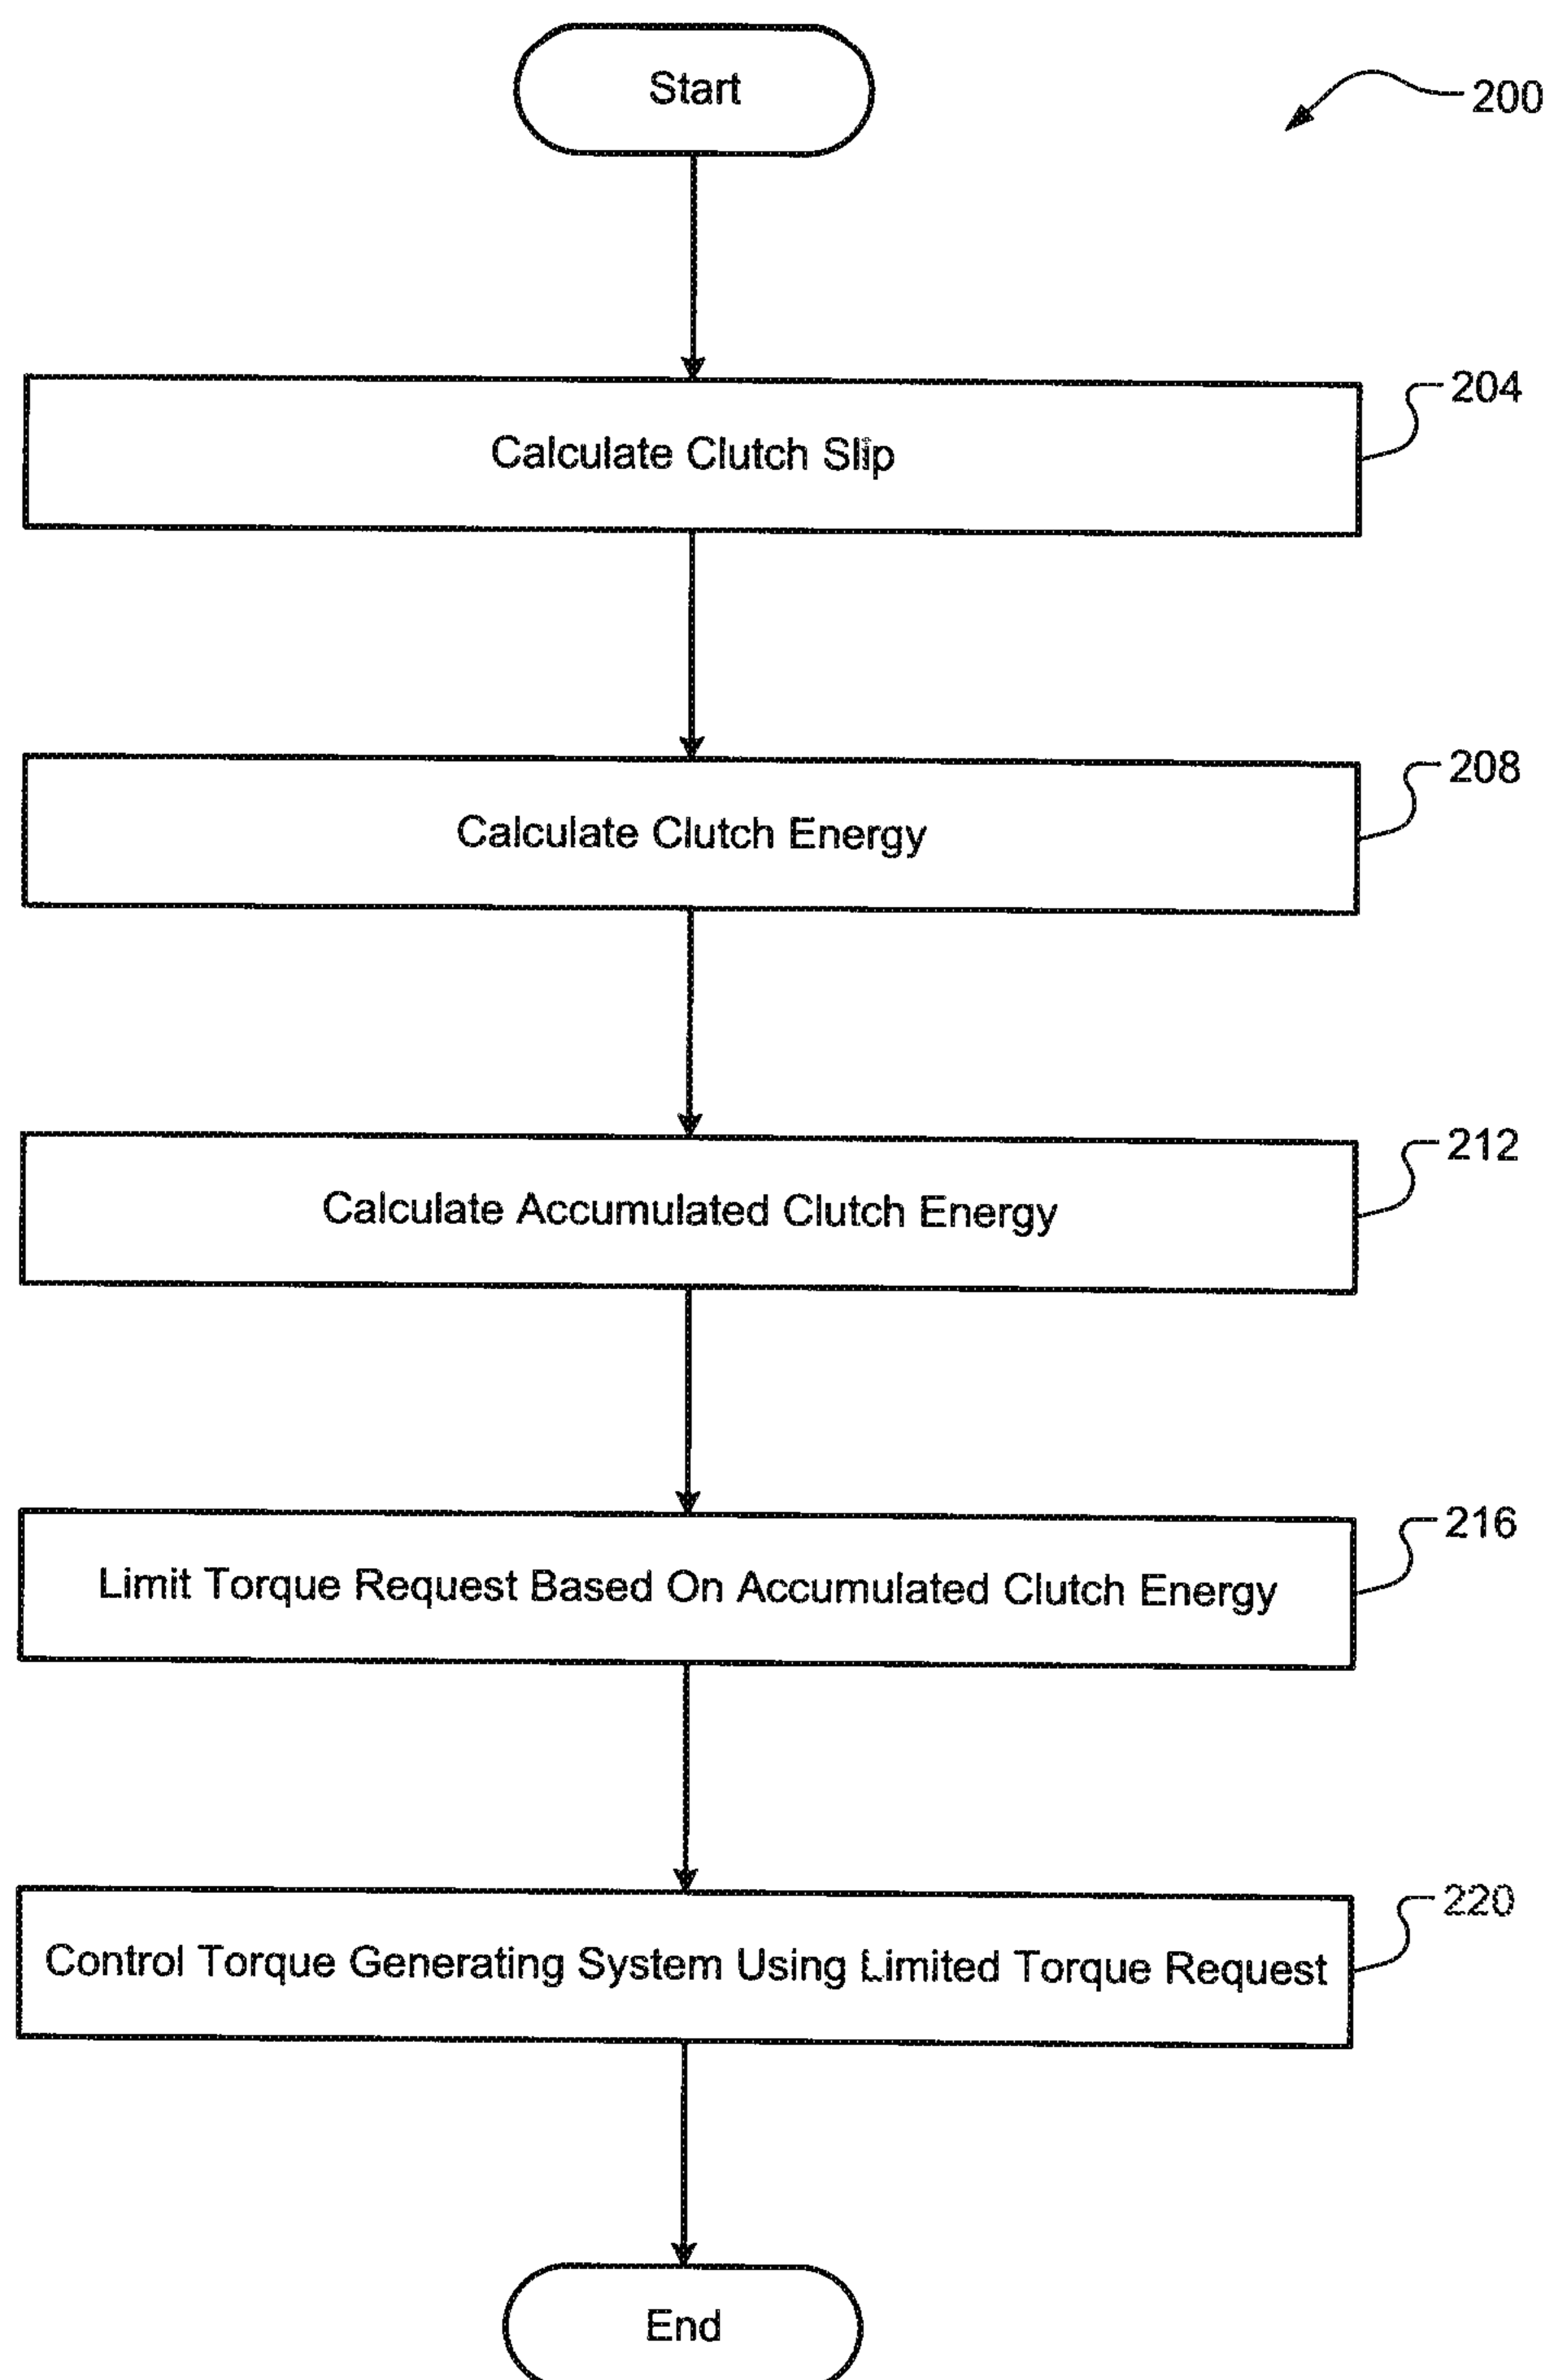 Start
200
Calculate Clutch Slip
204
Calculate Clutch Energy
208
Calculate Accumulated Clutch Energy
212
Limit Torque Request Based On Accumulated Clutch Energy
216
Control Torque Generating System Using Limited Torque Request
220
End